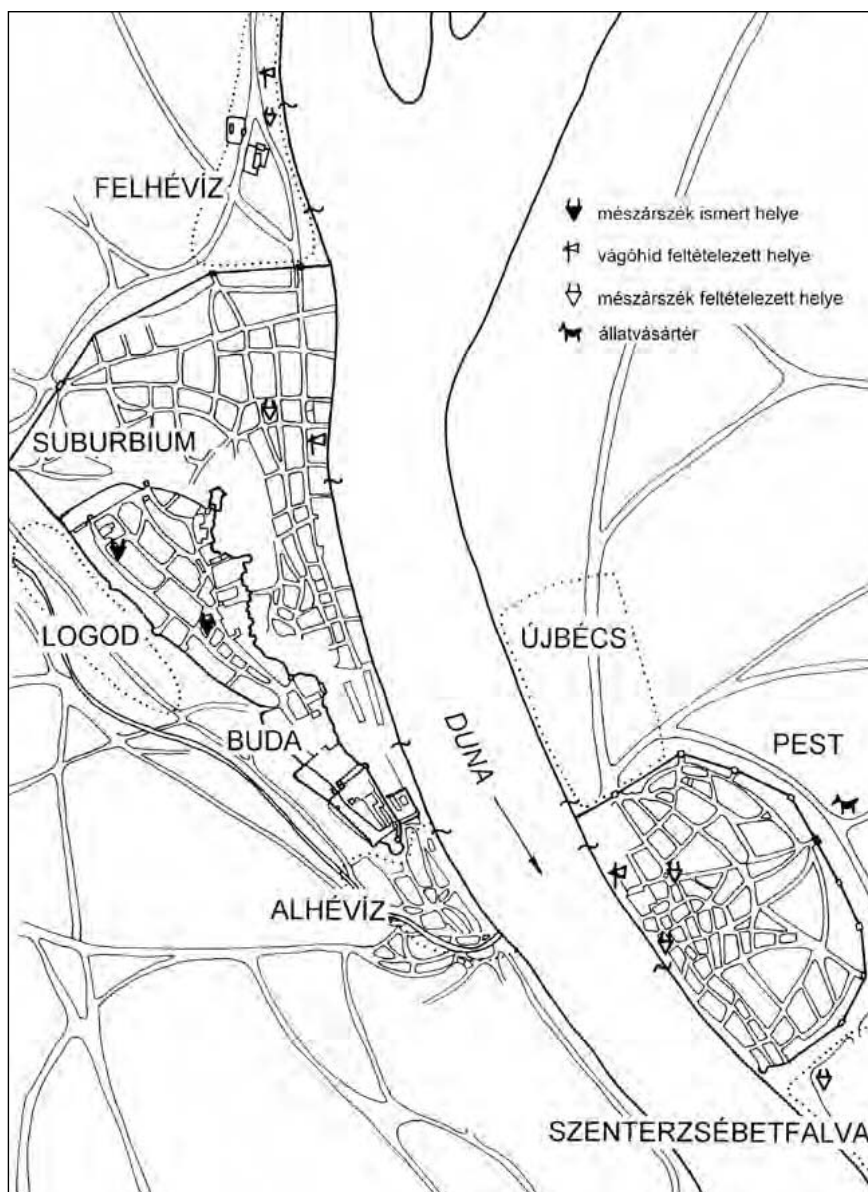 FELHÉVÍZ
mészárszék ismert helye
vágóhíd feltételezett helye
mészárszék feltételezett helye
állatvásártér
SUBURBIUM
LOGOD
ÚJBÉCS
BUDA
DUNA
PEST
ALHÉVÍZ
SZENTERZSÉBETFALVA